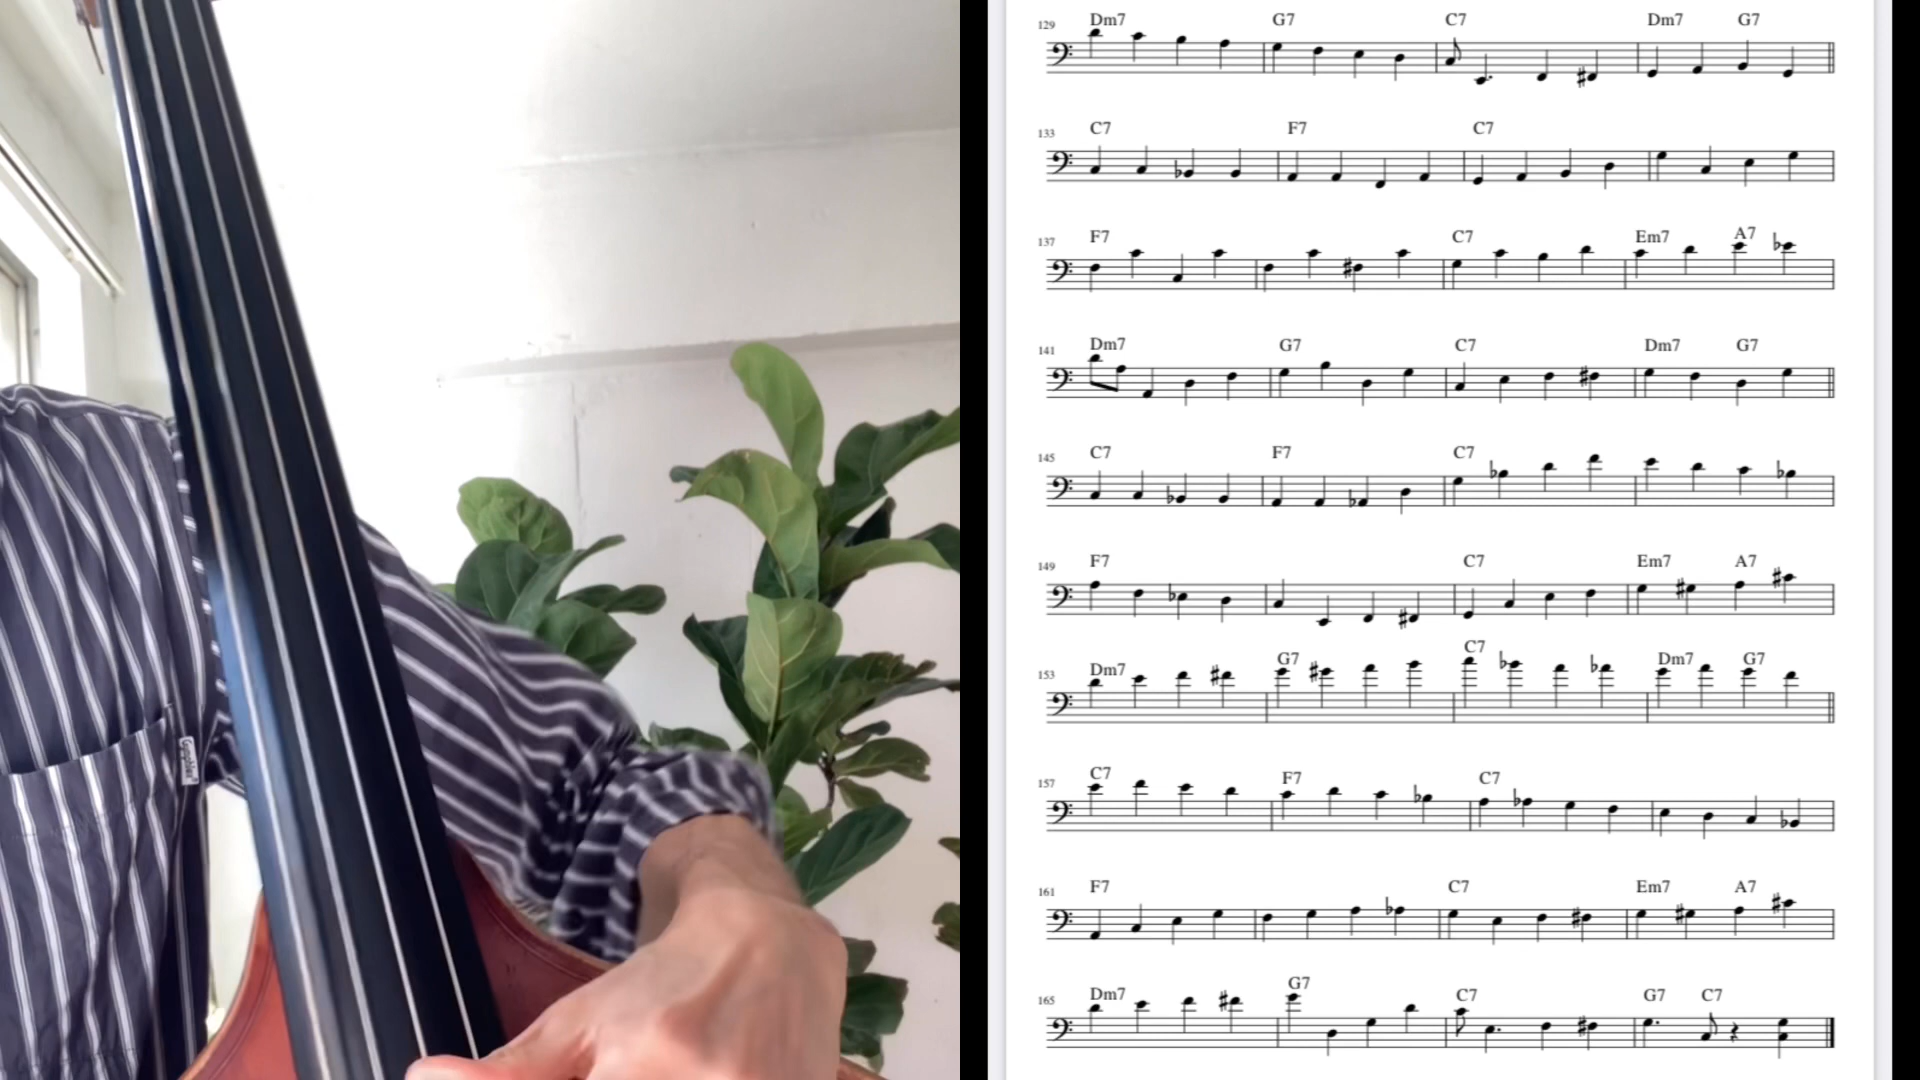 129 Dm7 G7 C7 Dm7 G7
133 C7 F7 C7
137 F7 C7 Em7 A7
141 Dm7 G7 C7 Dm7 G7
145 C7 F7 C7
149 F7 C7 Em7 A7
153 Dm7 G7 C7 Dm7 G7
157 C7 F7 C7
161 F7 C7 Em7 A7
165 Dm7 G7 C7 G7 C7